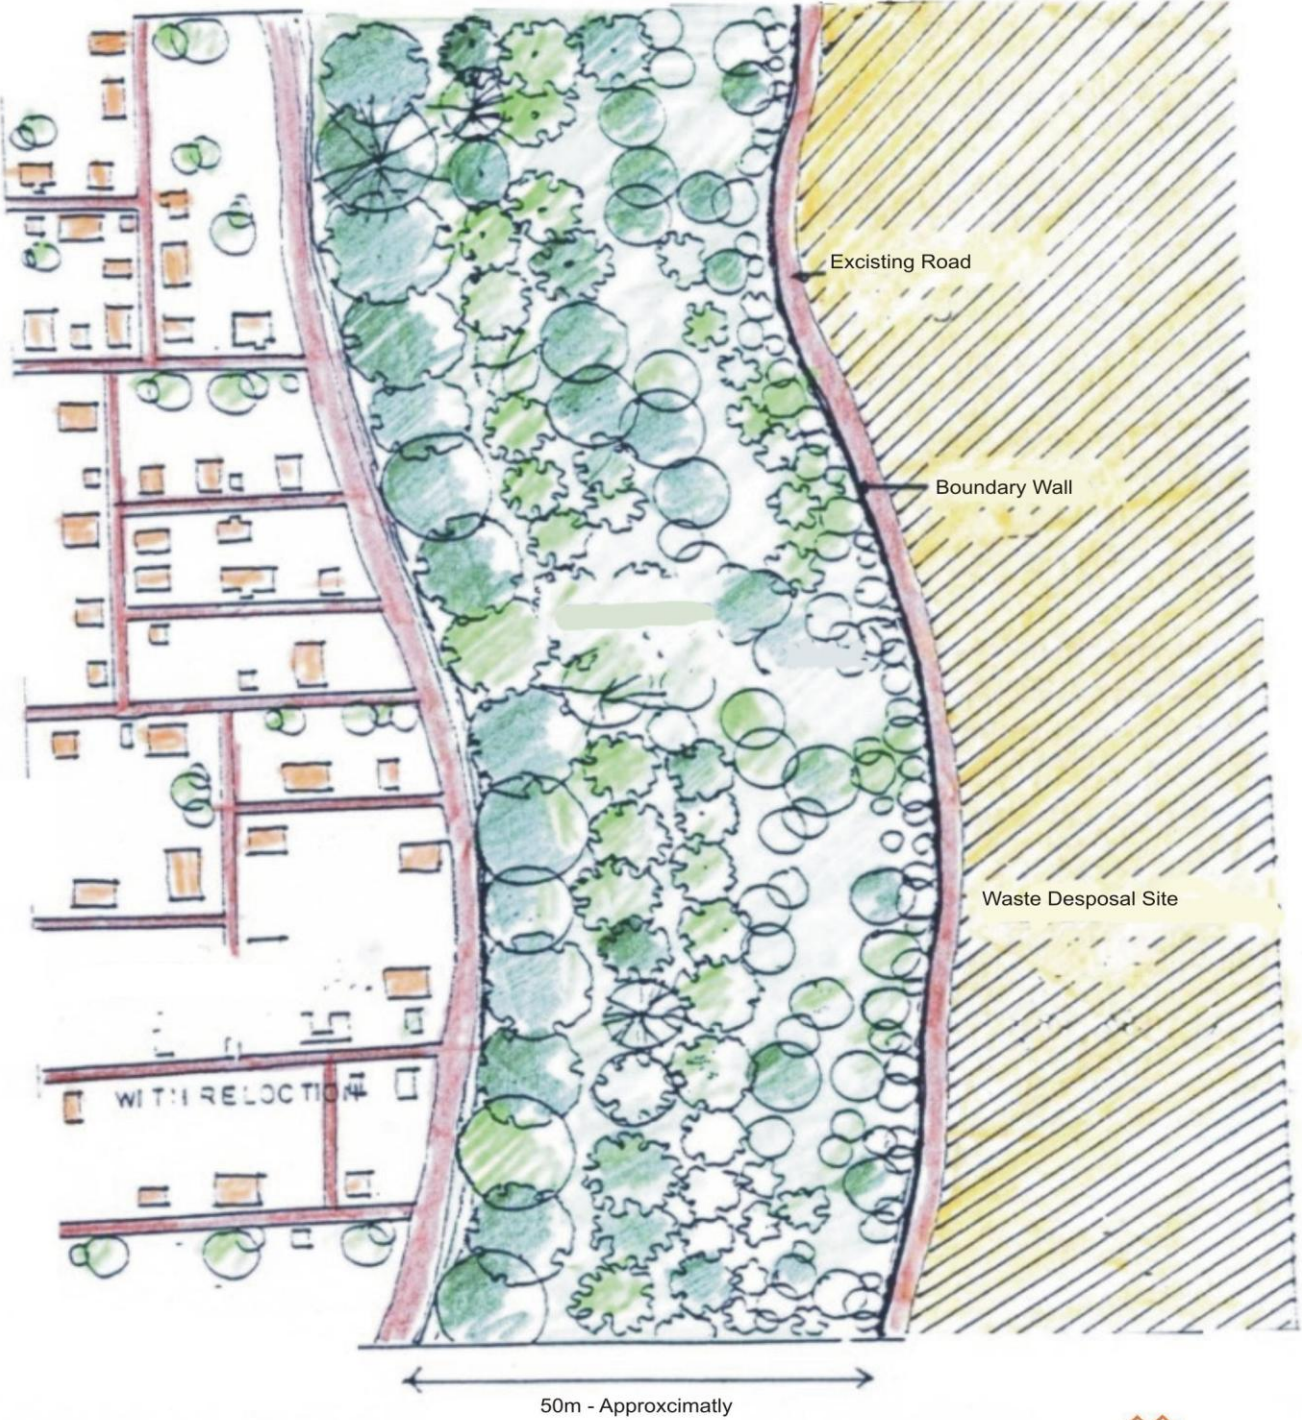 Excisting Road
Boundary Wall
Waste Desposal Site
WITH RELOCTION
50m - Approxcimatly